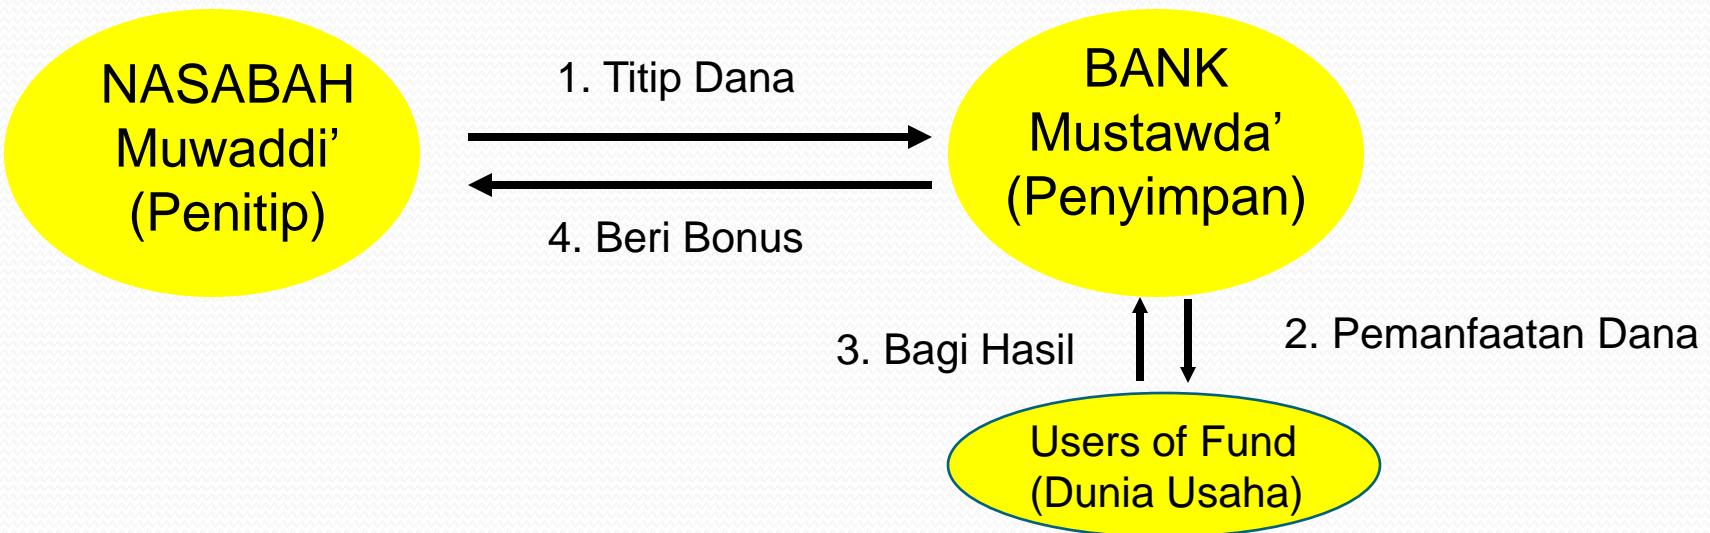 NASABAH
Muwaddi’
(Penitip)
1. Titip Dana
4. Beri Bonus
BANK
Mustawda’
(Penyimpan)
3. Bagi Hasil
2. Pemanfaatan Dana
Users of Fund
(Dunia Usaha)